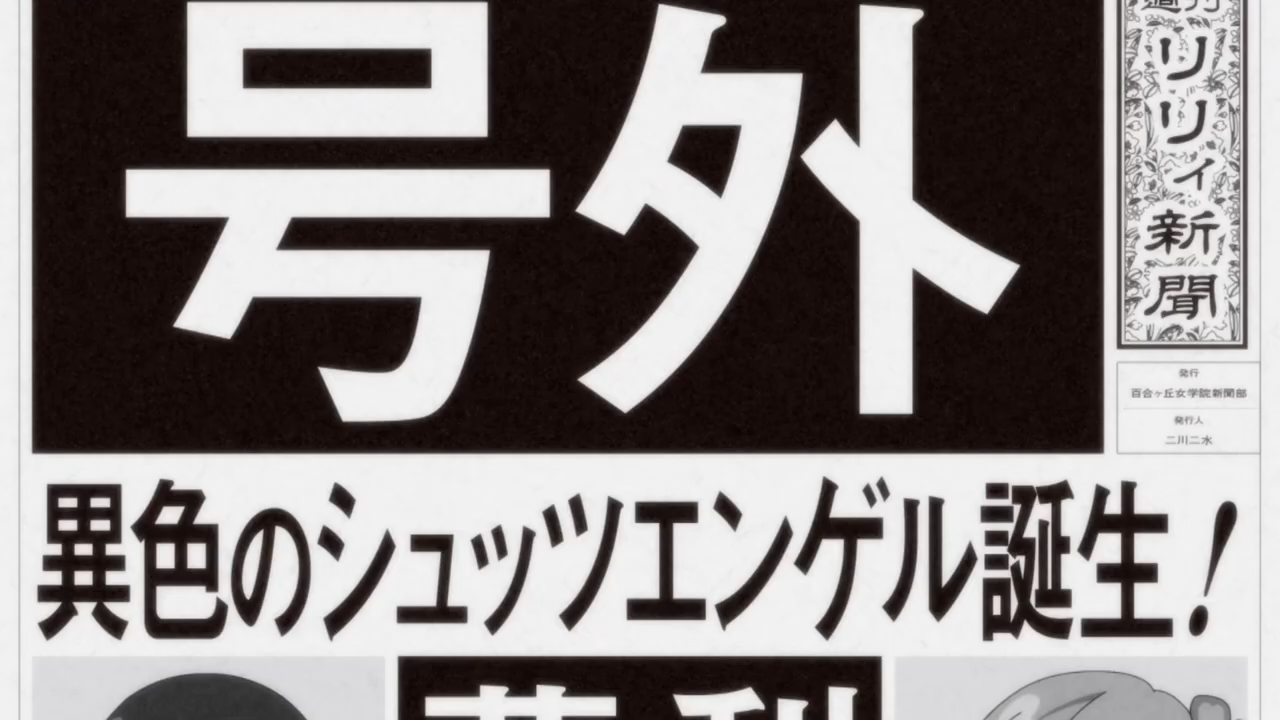 号外
週刊
リリィ新聞
発行
百合ヶ丘女学院新聞部
発行人
二川二水
異色のシュッツエンゲル誕生！